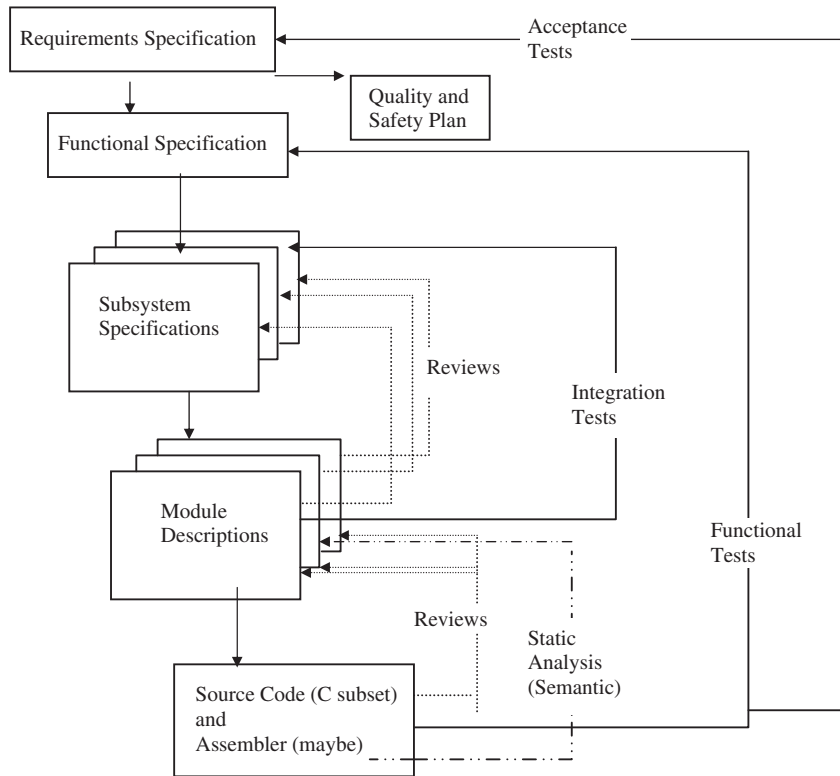 Requirements Specification
Acceptance
Tests
Quality and
Safety Plan
Functional Specification
Subsystem
Specifications
Reviews
Integration
Tests
Module
Descriptions
Functional
Tests
Reviews
Static
Analysis
(Semantic)
Source Code (C subset)
and
Assembler (maybe)